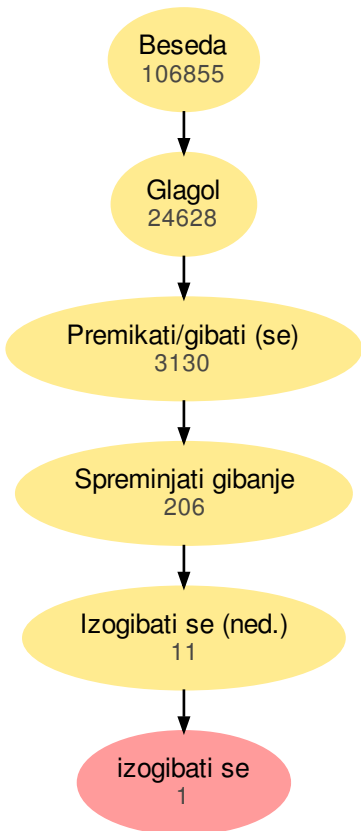 Beseda
106855
Glagol
24628
Premikati/gibati (se)
3130
Spreminjati gibanje
206
Izogibati se (ned.)
11
izogibati se
1